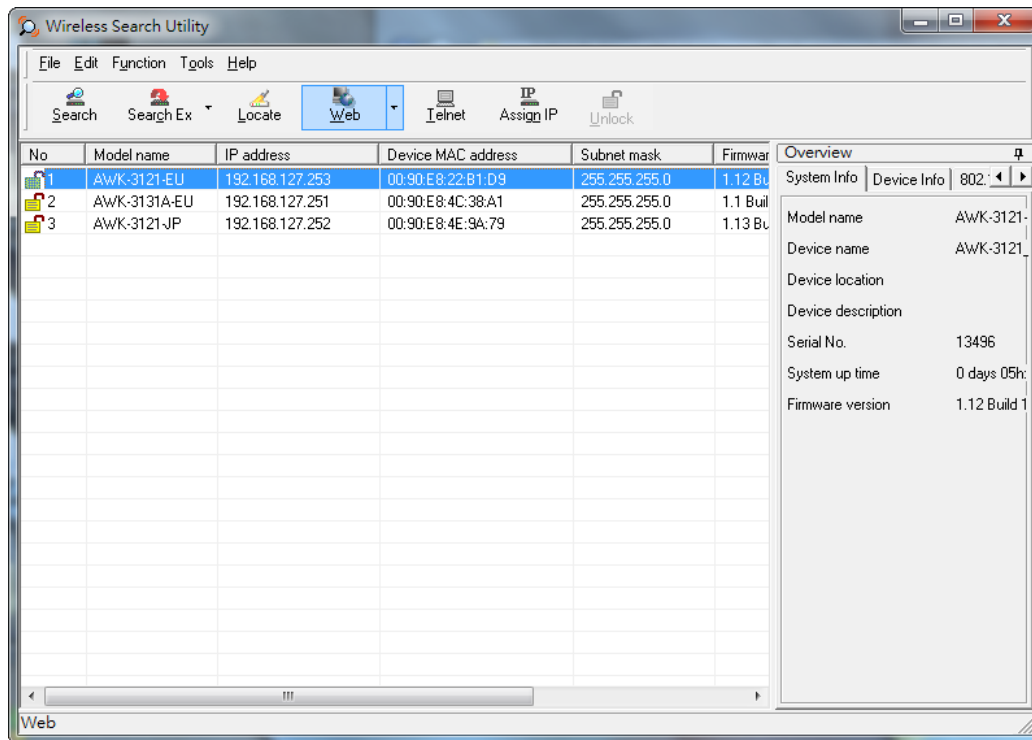 Wireless Search Utility
File Edit Function Tools Help
Search Search Ex Locate Web Telnet IP Assign IP Unlock
No Model name IP address Device MAC address Subnet mask Firmwar
1 AWK-3121-EU 192.168.127.253 00:90:E8:22:B1:D9 255.255.255.0 1.12 Bu
2 AWK-3131A-EU 192.168.127.251 00:90:E8:4C:38:A1 255.255.255.0 1.1 Buil
3 AWK-3121-JP 192.168.127.252 00:90:E8:4E:9A:79 255.255.255.0 1.13 Bu
Overview
System Info Device Info 802.1
Model name AWK-3121-
Device name AWK-3121_
Device location
Device description
Serial No. 13496
System up time 0 days 05h:
Firmware version 1.12 Build 1
Web